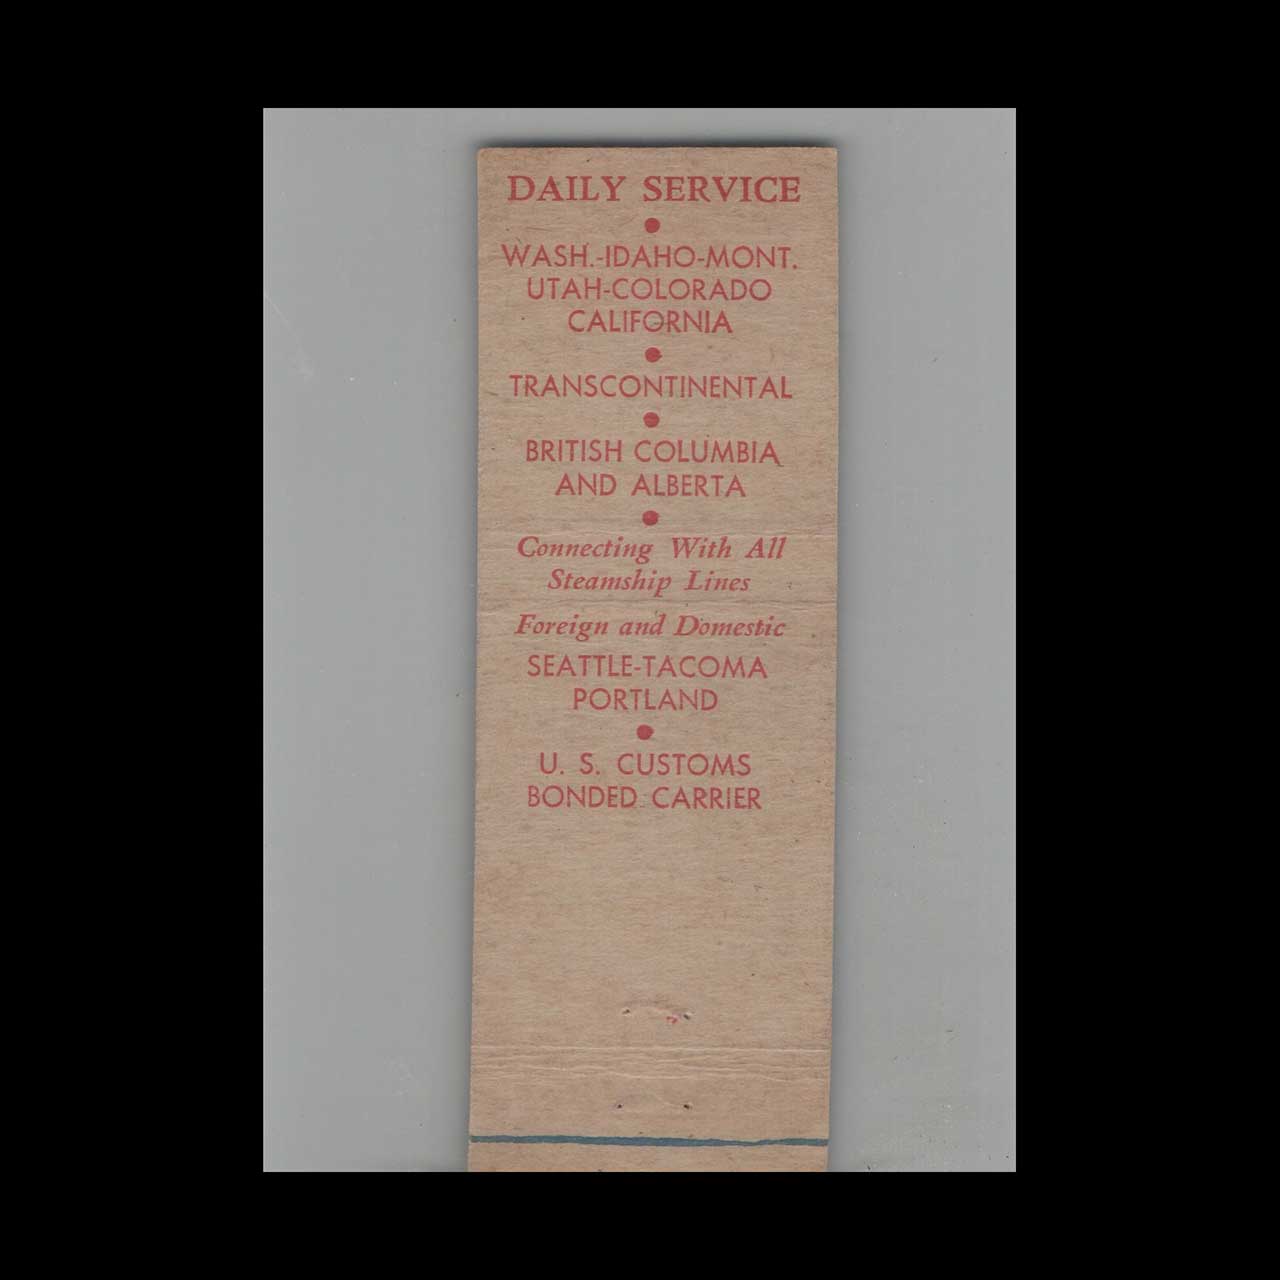 DAILY SERVICE
WASH.-IDAHO-MONT.
UTAH-COLORADO
CALIFORNIA
TRANSCONTINENTAL
BRITISH COLUMBIA
AND ALBERTA
Connecting With All
Steamship Lines
Foreign and Domestic
SEATTLE-TACOMA
PORTLAND
U. S. CUSTOMS
BONDED CARRIER